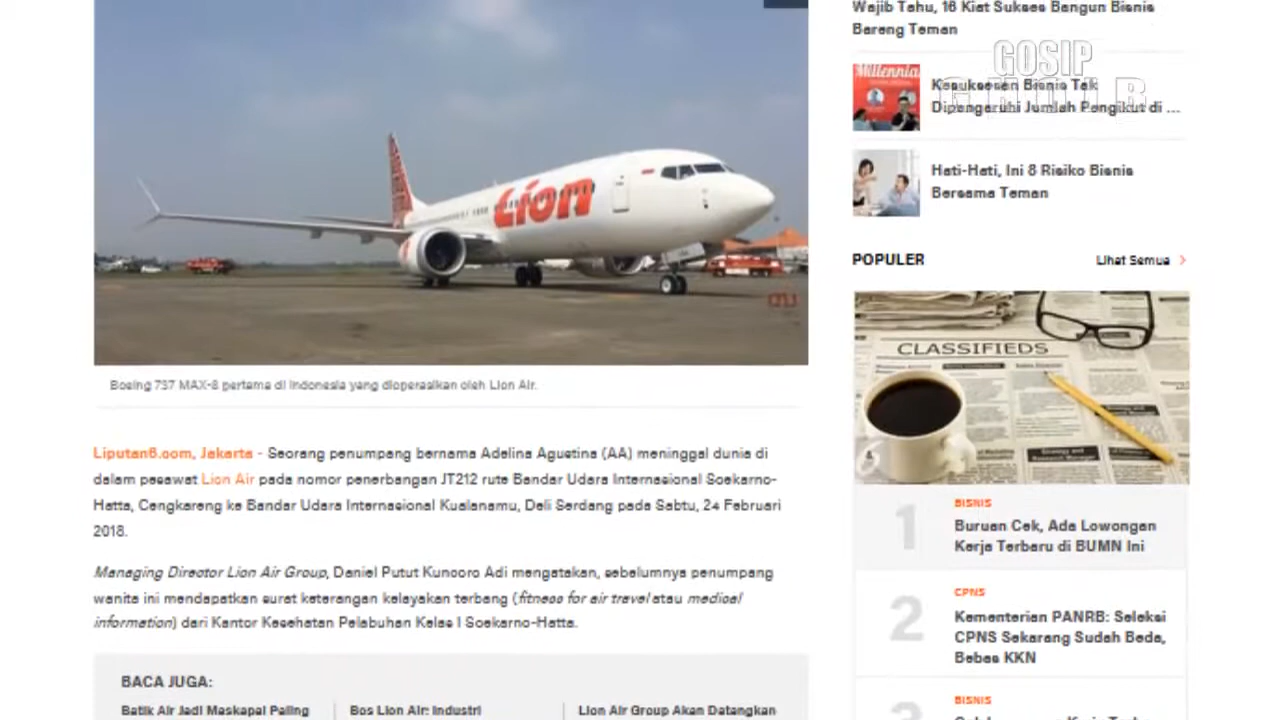 Wajib Tahu, 16 Kiat Sukses Bangun Bisnis
Bareng Teman
GOSIP
Millennial
Kesuksesan Bisnis Tak
Dipengaruhi Jumlah Pengikut di ...
Hati-Hati, Ini 8 Risiko Bisnis
Bersama Teman
Lion
POPULER
Lihat Semua
CLASSIFIEDS
Boeing 737 MAX-8 pertama di Indonesia yang dioperasikan oleh Lion Air.
Liputan6.com, Jakarta - Seorang penumpang bernama Adelina Agustina (AA) meninggal dunia di
dalam pesawat Lion Air pada nomor penerbangan JT212 rute Bandar Udara Internasional Soekarno-
Hatta, Cengkareng ke Bandar Udara Internasional Kualanamu, Deli Serdang pada Sabtu, 24 Februari
2018.
Managing Director Lion Air Group, Daniel Putut Kuncoro Adi mengatakan, sebelumnya penumpang
wanita ini mendapatkan surat keterangan kelayakan terbang (fitness for air travel atau medical
information) dari Kantor Kesehatan Pelabuhan Kelas I Soekarno-Hatta.
BACA JUGA:
Batik Air Jadi Maskapai Paling
Bos Lion Air: Industri
Lion Air Group Akan Datangkan
1
BISNIS
Buruan Cek, Ada Lowongan
Kerja Terbaru di BUMN Ini
2
CPNS
Kementerian PANRB: Seleksi
CPNS Sekarang Sudah Beda,
Bebas KKN
3
BISNIS